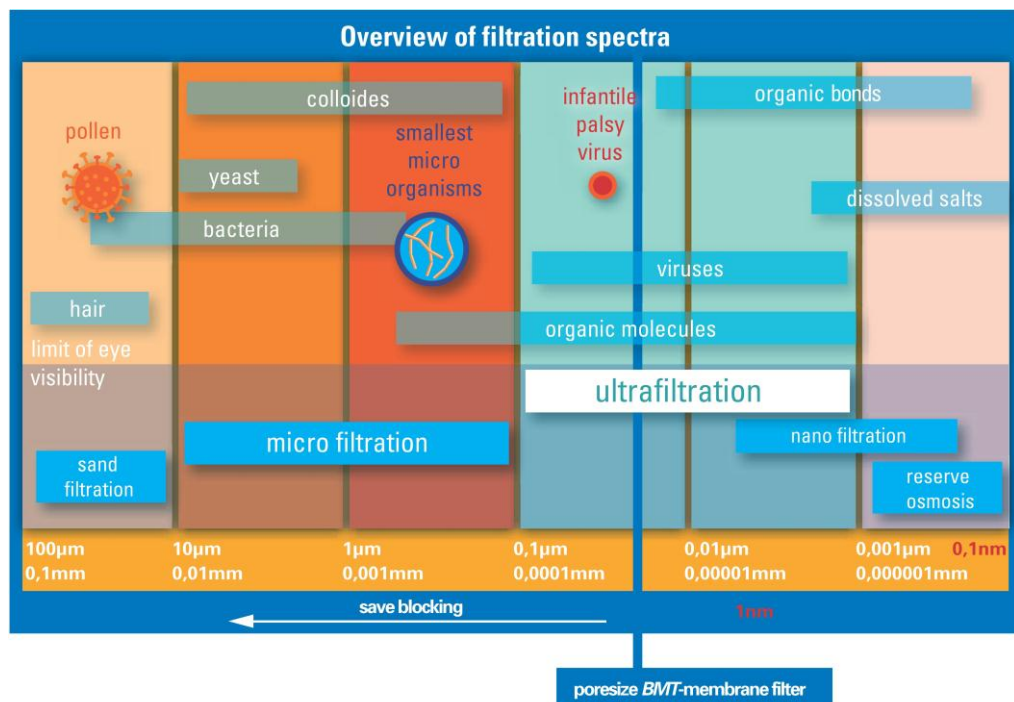 Overview of filtration spectra
colloides
organic bonds
infantile
palsy
virus
pollen
smallest
micro
organisms
yeast
dissolved salts
bacteria
viruses
hair
organic molecules
limit of eye
visibility
ultrafiltration
micro filtration
nano filtration
sand
filtration
reserve
osmosis
100µm 10µm 1µm 0,1µm 0,01µm 0,001µm 0,1nm
0,1mm 0,01mm 0,001mm 0,0001mm 0,00001mm 0,000001mm
save blocking
1nm
poresize BMT-membrane filter